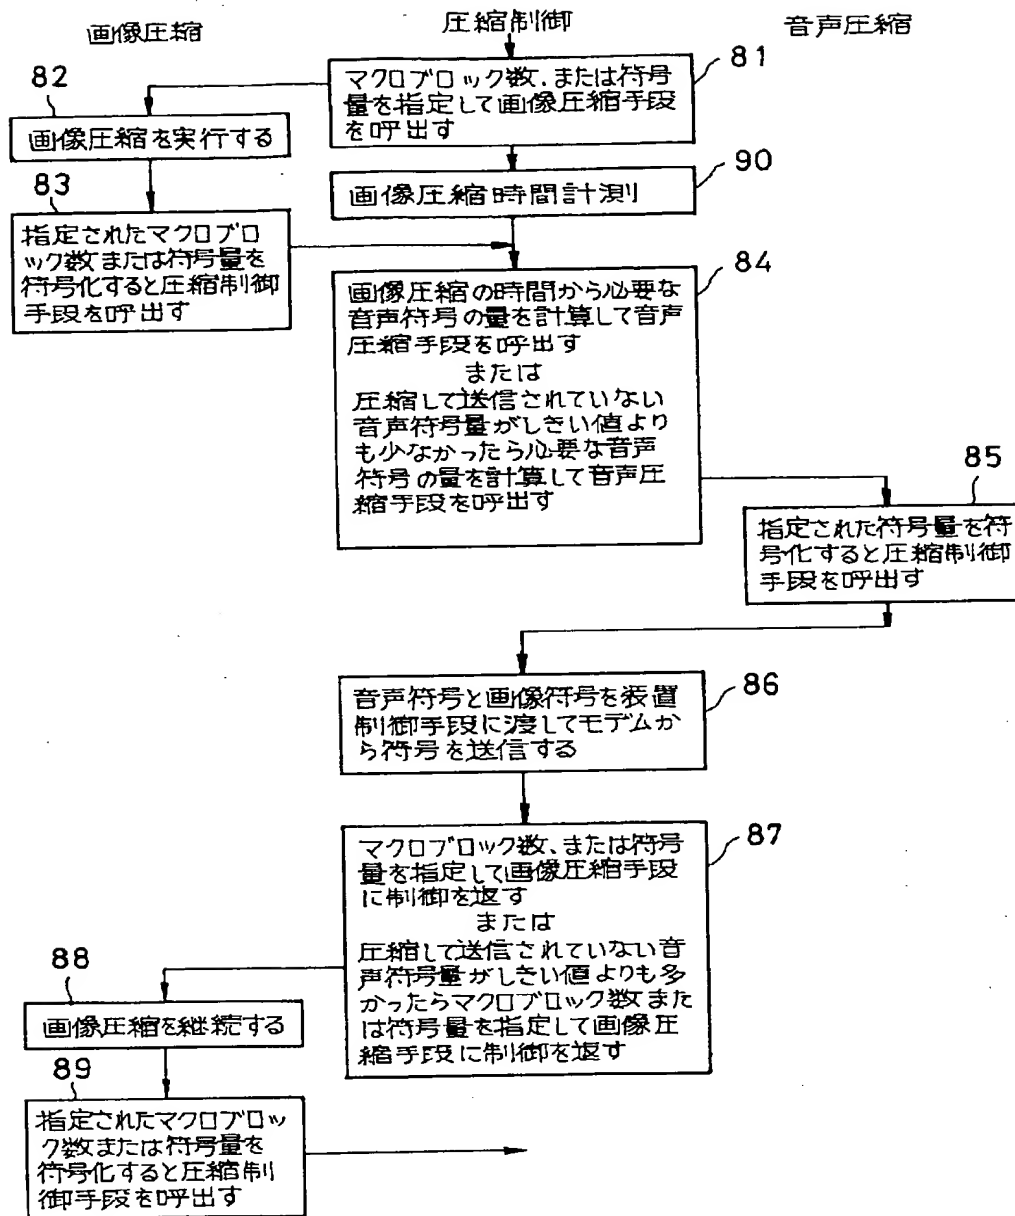 画像圧縮
圧縮制御
音声圧縮
81
マクロブロック数、または符号
量を指定して画像圧縮手段
を呼出す
82
画像圧縮を実行する
90
画像圧縮時間計測
83
指定されたマクロブロ
ック数または符号量を
符号化すると圧縮制御
手段を呼出す
84
画像圧縮の時間から必要な
音声符号の量を計算して音声
圧縮手段を呼出す
または
圧縮して送信されていない
音声符号量がしきい値より
も少なかったら必要な音声
符号の量を計算して音声圧
縮手段を呼出す
85
指定された符号量を符
号化すると圧縮制御
手段を呼出す
86
音声符号と画像符号を装置
制御手段に渡してモデムか
ら符号を送信する
87
マクロブロック数、または符号
量を指定して画像圧縮手段
に制御を返す
または
圧縮して送信されていない音
声符号量がしきい値よりも多
かったらマクロブロック数また
は符号量を指定して画像圧
縮手段に制御を返す
88
画像圧縮を継続する
89
指定されたマクロブロッ
ク数または符号量を
符号化すると圧縮制
御手段を呼出す